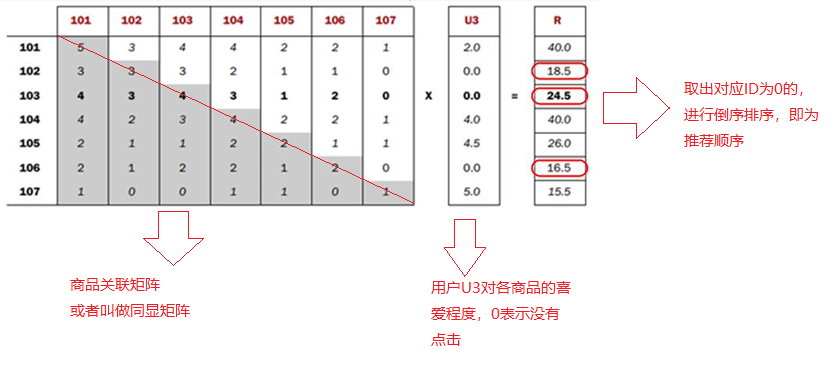 101 102 103 104 105 106 107 U3 R
101 5 3 4 4 2 2 1 2.0 40.0
102 3 3 3 2 1 1 0 0.0 18.5
103 4 3 4 3 1 2 0 X 0.0 = 24.5
104 4 2 3 4 2 2 1 4.0 40.0
105 2 1 1 2 2 1 1 4.5 26.0
106 2 1 2 2 1 2 0 0.0 16.5
107 1 0 0 1 1 0 1 5.0 15.5
取出对应ID为0的，
进行倒序排序，即为
推荐顺序
商品关联矩阵
或者叫做同显矩阵
用户U3对各商品的喜
爱程度，0表示没有
点击